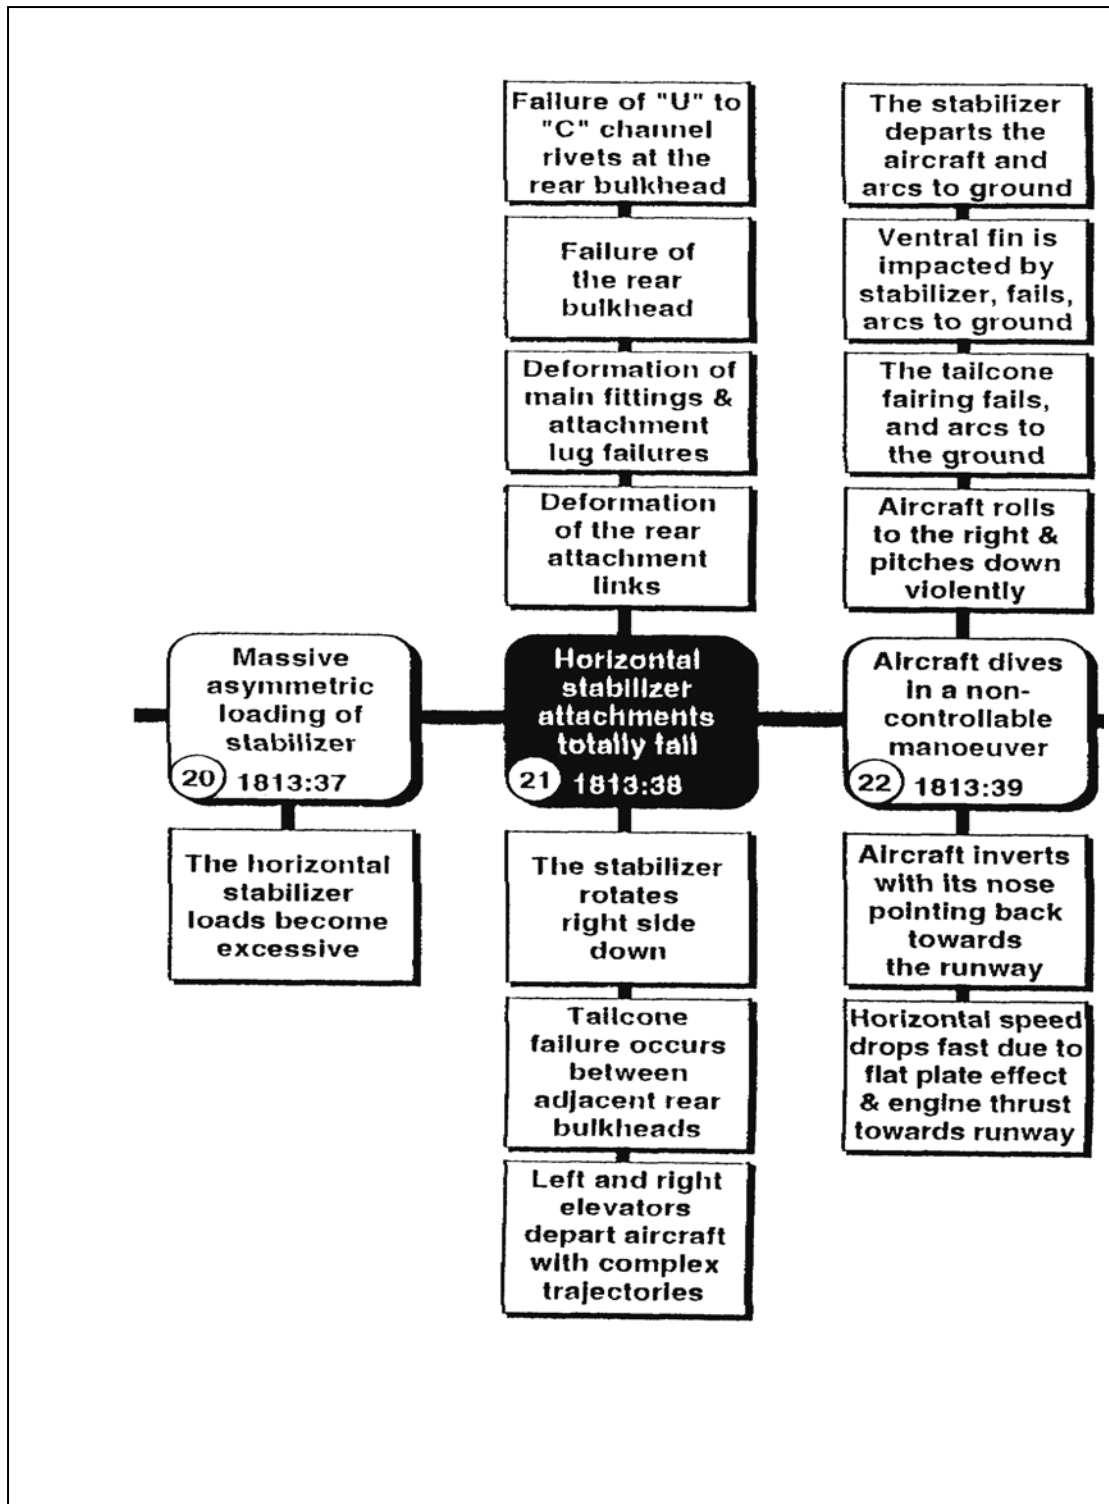 Failure of "U" to
"C" channel
rivets at the
rear bulkhead
Failure of
the rear
bulkhead
Deformation of
main fittings &
attachment
lug failures
Deformation
of the rear
attachment
links
The stabilizer
departs the
aircraft and
arcs to ground
Ventral fin is
impacted by
stabilizer, fails,
arcs to ground
The tailcone
fairing fails,
and arcs to
the ground
Aircraft rolls
to the right &
pitches down
violently
Massive
asymmetric
loading of
stabilizer
20 1813:37
Horizontal
stabilizer
attachments
totally fail
21 1813:38
Aircraft dives
in a non-
controllable
manoeuver
22 1813:39
The horizontal
stabilizer
loads become
excessive
The stabilizer
rotates
right side
down
Tailcone
failure occurs
between
adjacent rear
bulkheads
Left and right
elevators
depart aircraft
with complex
trajectories
Aircraft inverts
with its nose
pointing back
towards
the runway
Horizontal speed
drops fast due to
flat plate effect
& engine thrust
towards runway